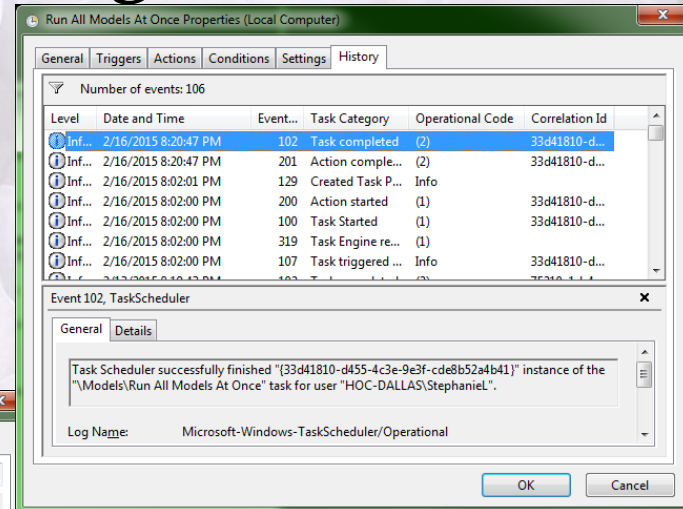 Run All Models At Once Properties (Local Computer)
General Triggers Actions Conditions Settings History
Number of events: 106
Level Date and Time Event... Task Category Operational Code Correlation Id
Inf... 2/16/2015 8:20:47 PM 102 Task completed (2) 33d41810-d...
Inf... 2/16/2015 8:20:47 PM 201 Action comple... (2) 33d41810-d...
Inf... 2/16/2015 8:02:01 PM 129 Created Task P... Info
Inf... 2/16/2015 8:02:00 PM 200 Action started (1) 33d41810-d...
Inf... 2/16/2015 8:02:00 PM 100 Task Started (1) 33d41810-d...
Inf... 2/16/2015 8:02:00 PM 319 Task Engine re... (1)
Inf... 2/16/2015 8:02:00 PM 107 Task triggered ... Info 33d41810-d...
Event 102, TaskScheduler
General Details
Task Scheduler successfully finished "{33d41810-d455-4c3e-9e3f-cde8b52a4b41}" instance of the
"\Models\Run All Models At Once" task for user "HOC-DALLAS\StephanieL".
Log Name: Microsoft-Windows-TaskScheduler/Operational
OK Cancel